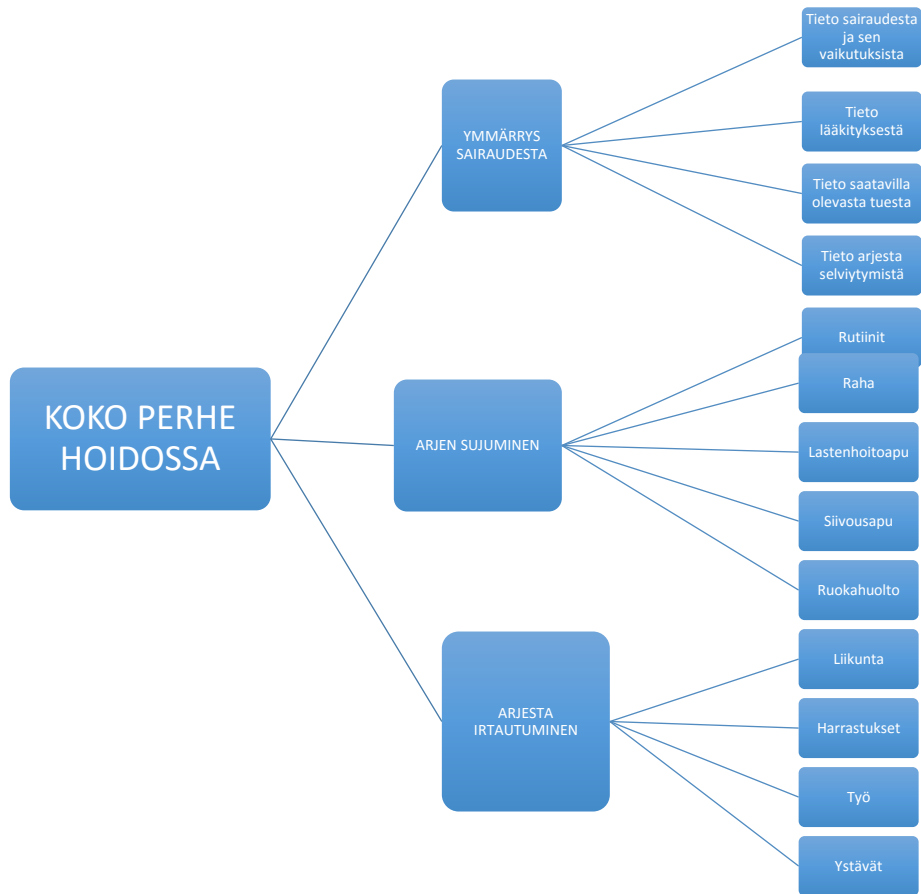 KOKO PERHE
HOIDOSSA
YMMÄRRYS
SAIRAUDESTA
Tieto sairaudesta
ja sen
vaikutuksista
Tieto
lääkityksestä
Tieto saatavilla
olevasta tuesta
Tieto arjesta
selviytymistä
ARJEN SUJUMINEN
Rutiinit
Raha
Lastenhoitoapu
Siivousapu
Ruokahuolto
ARJESTA
IRTAUTUMINEN
Liikunta
Harrastukset
Työ
Ystävät